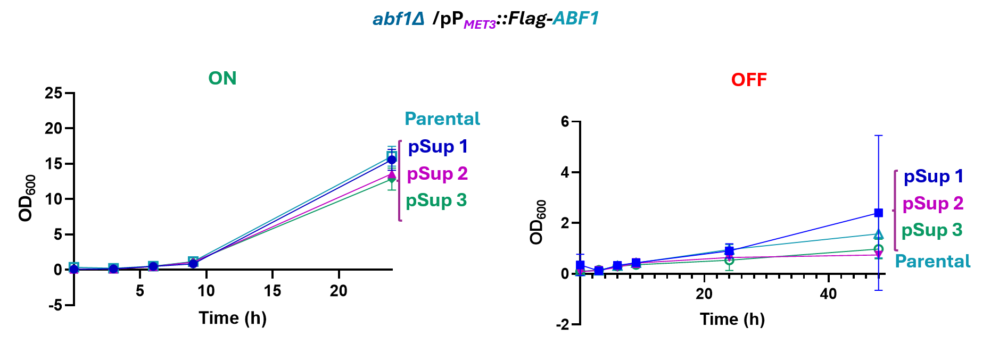 abf1Δ /pPMET3::Flag-ABF1
ON
25
20
15
10
5
0
-5
OD600
5 10 15 20
Time (h)
Parental
pSup 1
pSup 2
pSup 3
OFF
6
4
2
0
-2
OD600
20 40
Time (h)
pSup 1
pSup 2
pSup 3
Parental